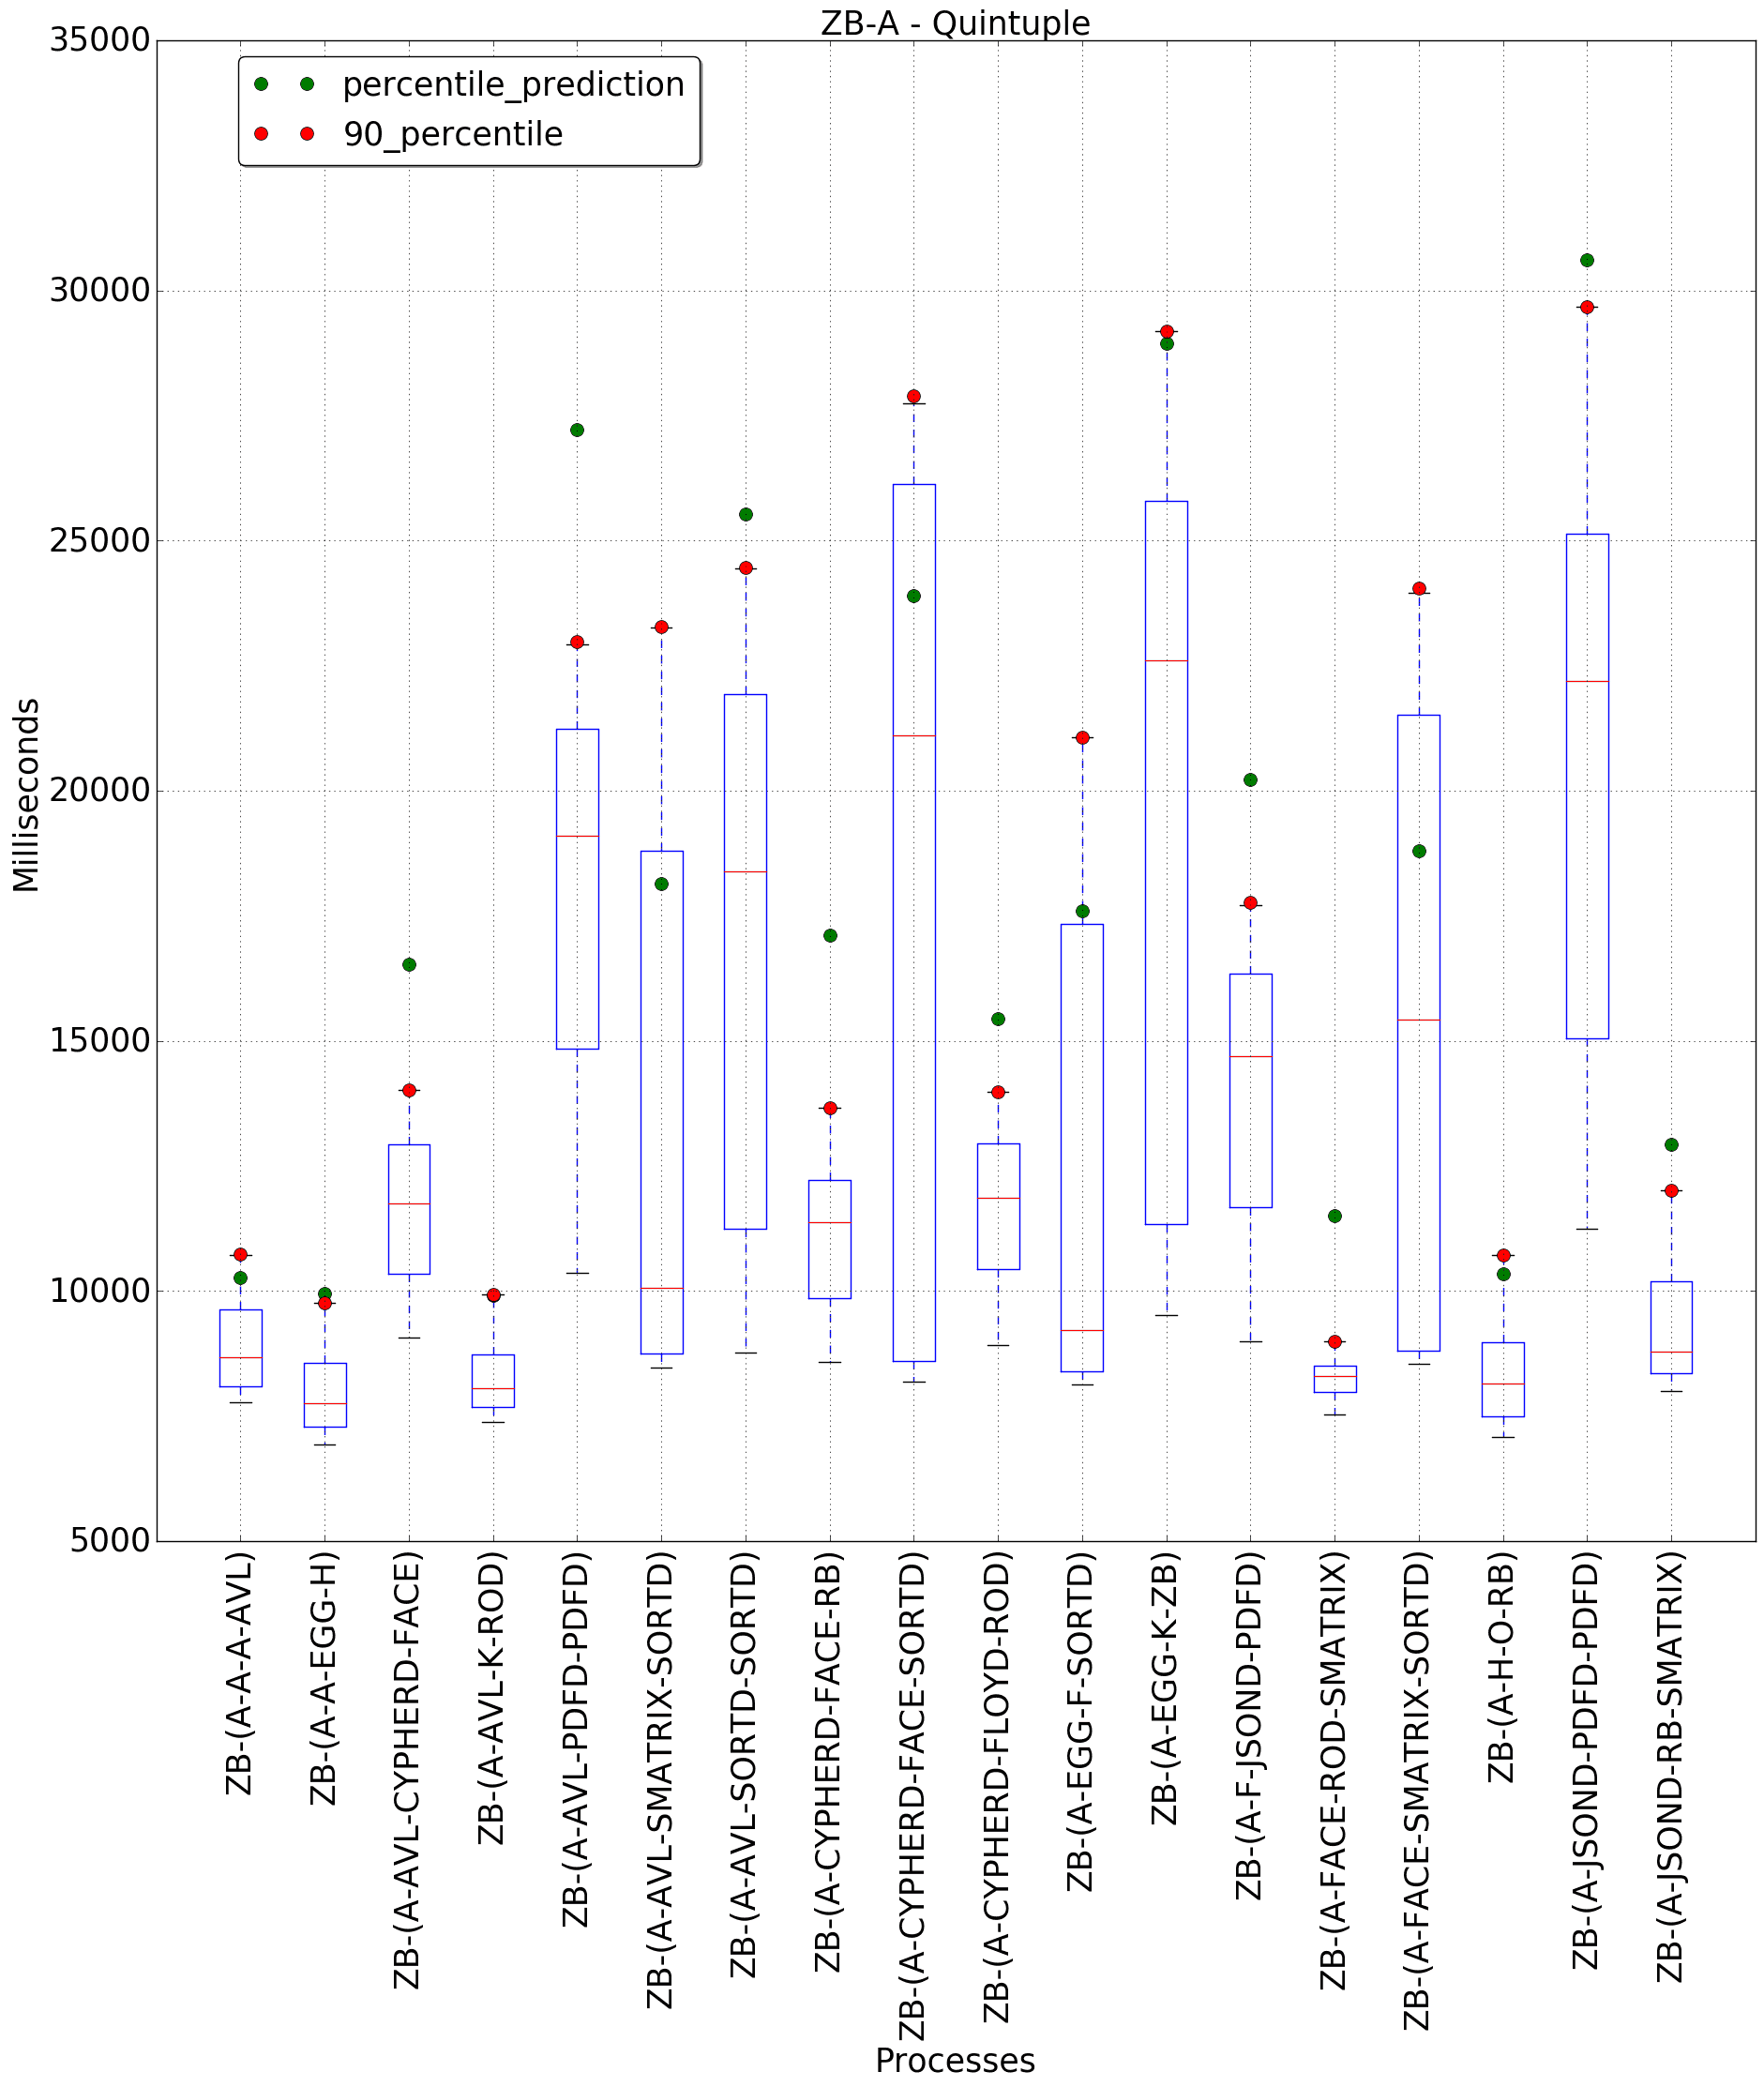 ZB-A - Quintuple
percentile_prediction
90_percentile
35000
30000
25000
20000
15000
10000
5000
Milliseconds
ZB-(A-A-A-AVL)
ZB-(A-A-EGG-H)
ZB-(A-AVL-CYPHERD-FACE)
ZB-(A-AVL-K-ROD)
ZB-(A-AVL-PDFD-PDFD)
ZB-(A-AVL-SMATRIX-SORTD)
ZB-(A-AVL-SORTD-SORTD)
ZB-(A-CYPHERD-FACE-RB)
ZB-(A-CYPHERD-FACE-SORTD)
ZB-(A-CYPHERD-FLOYD-ROD)
ZB-(A-EGG-F-SORTD)
ZB-(A-EGG-K-ZB)
ZB-(A-F-JSOND-PDFD)
ZB-(A-FACE-ROD-SMATRIX)
ZB-(A-FACE-SMATRIX-SORTD)
ZB-(A-H-O-RB)
ZB-(A-JSOND-PDFD-PDFD)
ZB-(A-JSOND-RB-SMATRIX)
Processes